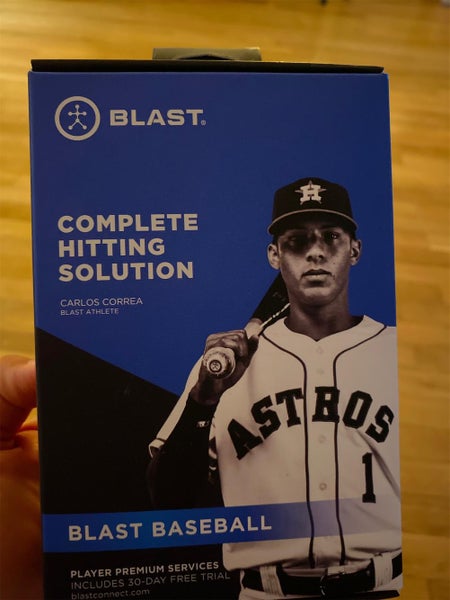 BLAST®
COMPLETE
HITTING
SOLUTION
CARLOS CORREA
BLAST ATHLETE
H
ASTROS
1
BLAST BASEBALL
PLAYER PREMIUM SERVICES
INCLUDES 30-DAY FREE TRIAL
blastconnect.com